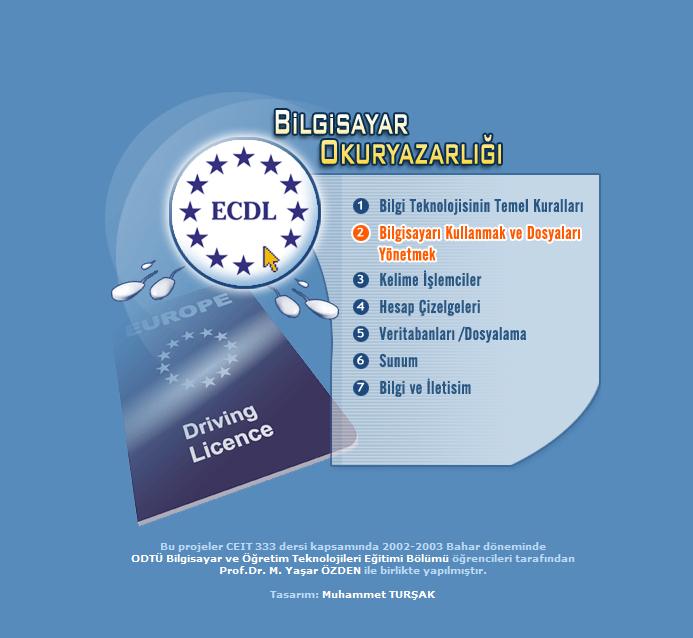 BİLGİSAYAR
OKURYAZARLIĞI
ECDL
1 Bilgi Teknolojisinin Temel Kuralları
2 Bilgisayarı Kullanmak ve Dosyaları
Yönetmek
3 Kelime İşlemciler
4 Hesap Çizelgeleri
5 Veritabanları /Dosyalama
6 Sunum
7 Bilgi ve İletisim
EUROPE
Driving
Licence
Bu projeler CEIT 333 dersi kapsamında 2002-2003 Bahar döneminde
ODTÜ Bilgisayar ve Öğretim Teknolojileri Eğitimi Bölümü öğrencileri tarafından
Prof.Dr. M. Yaşar ÖZDEN ile birlikte yapılmıştır.
Tasarım: Muhammet TURŞAK